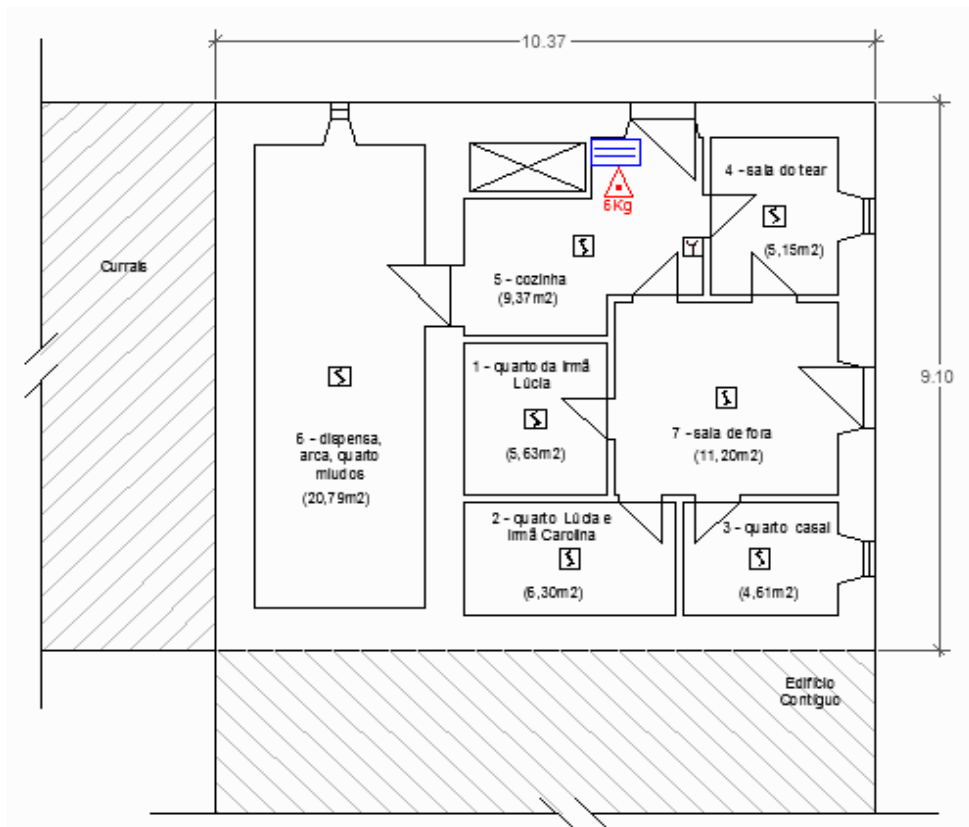 10.37
4 - sala do tear
(5,15m2)
6Kg
Currais
5 - cozinha
(9,37m2)
9.10
1 - quarto da Irmã
Lúcia
(5,63m2)
7 - sala de fora
(11,20m2)
6 - dispensa,
arca, quarto
miudos
(20,79m2)
2 - quarto Lúcia e
Irmã Carolina
(6,30m2)
3 - quarto casal
(4,61m2)
Edifício
Contíguo